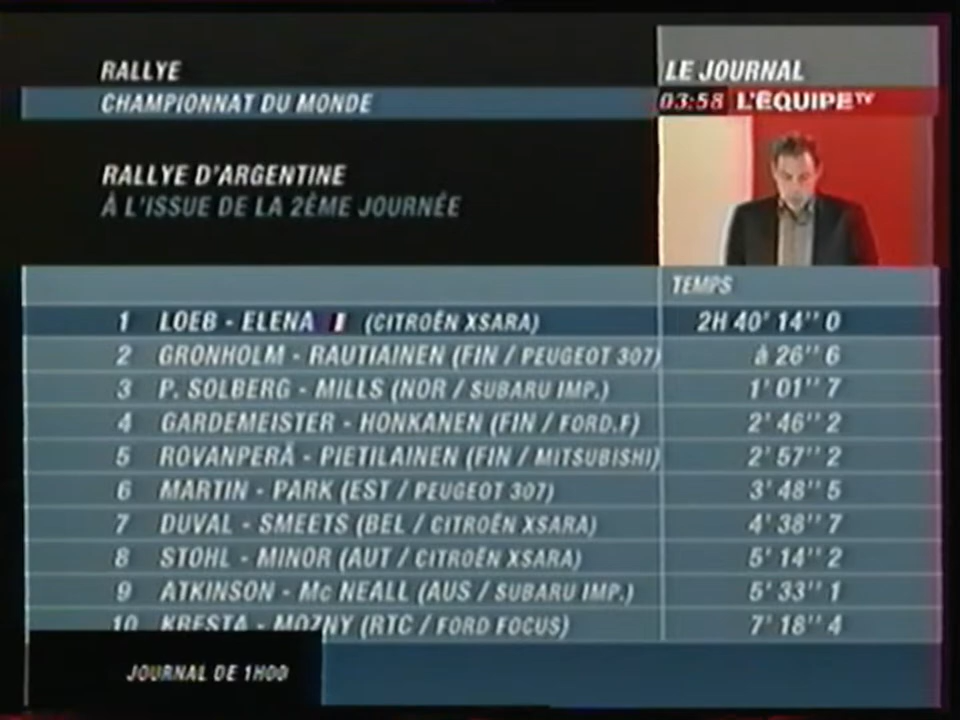 RALLYE
CHAMPIONNAT DU MONDE
LE JOURNAL
03:58 L'ÉQUIPE TV
RALLYE D'ARGENTINE
À L'ISSUE DE LA 2ÈME JOURNÉE
TEMPS
1 LOEB - ELENA (CITROËN XSARA) 2H 40' 14'' 0
2 GRONHOLM - RAUTIAINEN (FIN / PEUGEOT 307) à 26'' 6
3 P. SOLBERG - MILLS (NOR / SUBARU IMP.) 1' 01'' 7
4 GARDEMEISTER - HONKANEN (FIN / FORD.F) 2' 46'' 2
5 ROVANPERÄ - PIETILAINEN (FIN / MITSUBISHI) 2' 57'' 2
6 MARTIN - PARK (EST / PEUGEOT 307) 3' 48'' 5
7 DUVAL - SMEETS (BEL / CITROËN XSARA) 4' 38'' 7
8 STOHL - MINOR (AUT / CITROËN XSARA) 5' 14'' 2
9 ATKINSON - Mc NEALL (AUS / SUBARU IMP.) 5' 33'' 1
10 KRESTA - MOZNY (RTC / FORD FOCUS) 7' 18'' 4
JOURNAL DE 1H00